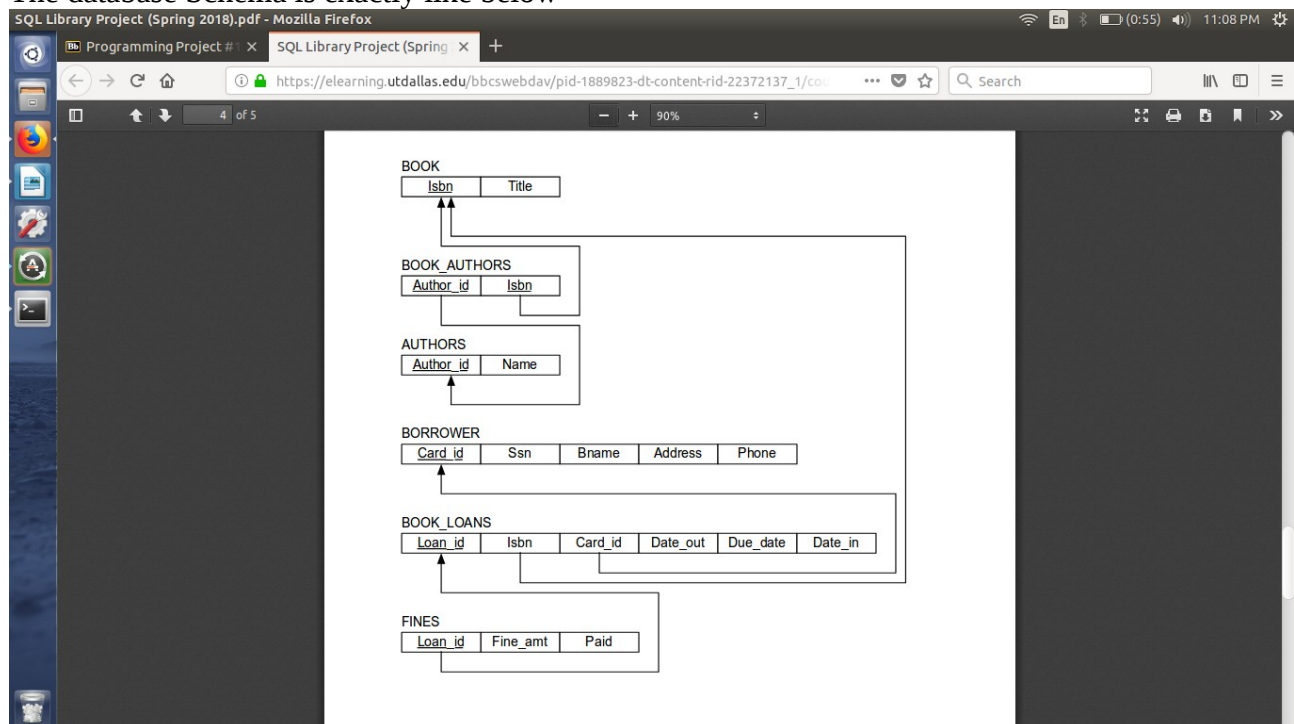 The database Schema is exactly like below
SQL Library Project (Spring 2018).pdf - Mozilla Firefox
En (0:55) 11:08 PM
Bb Programming Project #1 SQL Library Project (Spring
https://elearning.utdallas.edu/bbcswebdav/pid-1889823-dt-content-rid-22372137_1/cou Search
4 of 5 90%
BOOK
Isbn Title
BOOK_AUTHORS
Author_id Isbn
AUTHORS
Author_id Name
BORROWER
Card_id Ssn Bname Address Phone
BOOK_LOANS
Loan_id Isbn Card_id Date_out Due_date Date_in
FINES
Loan_id Fine_amt Paid